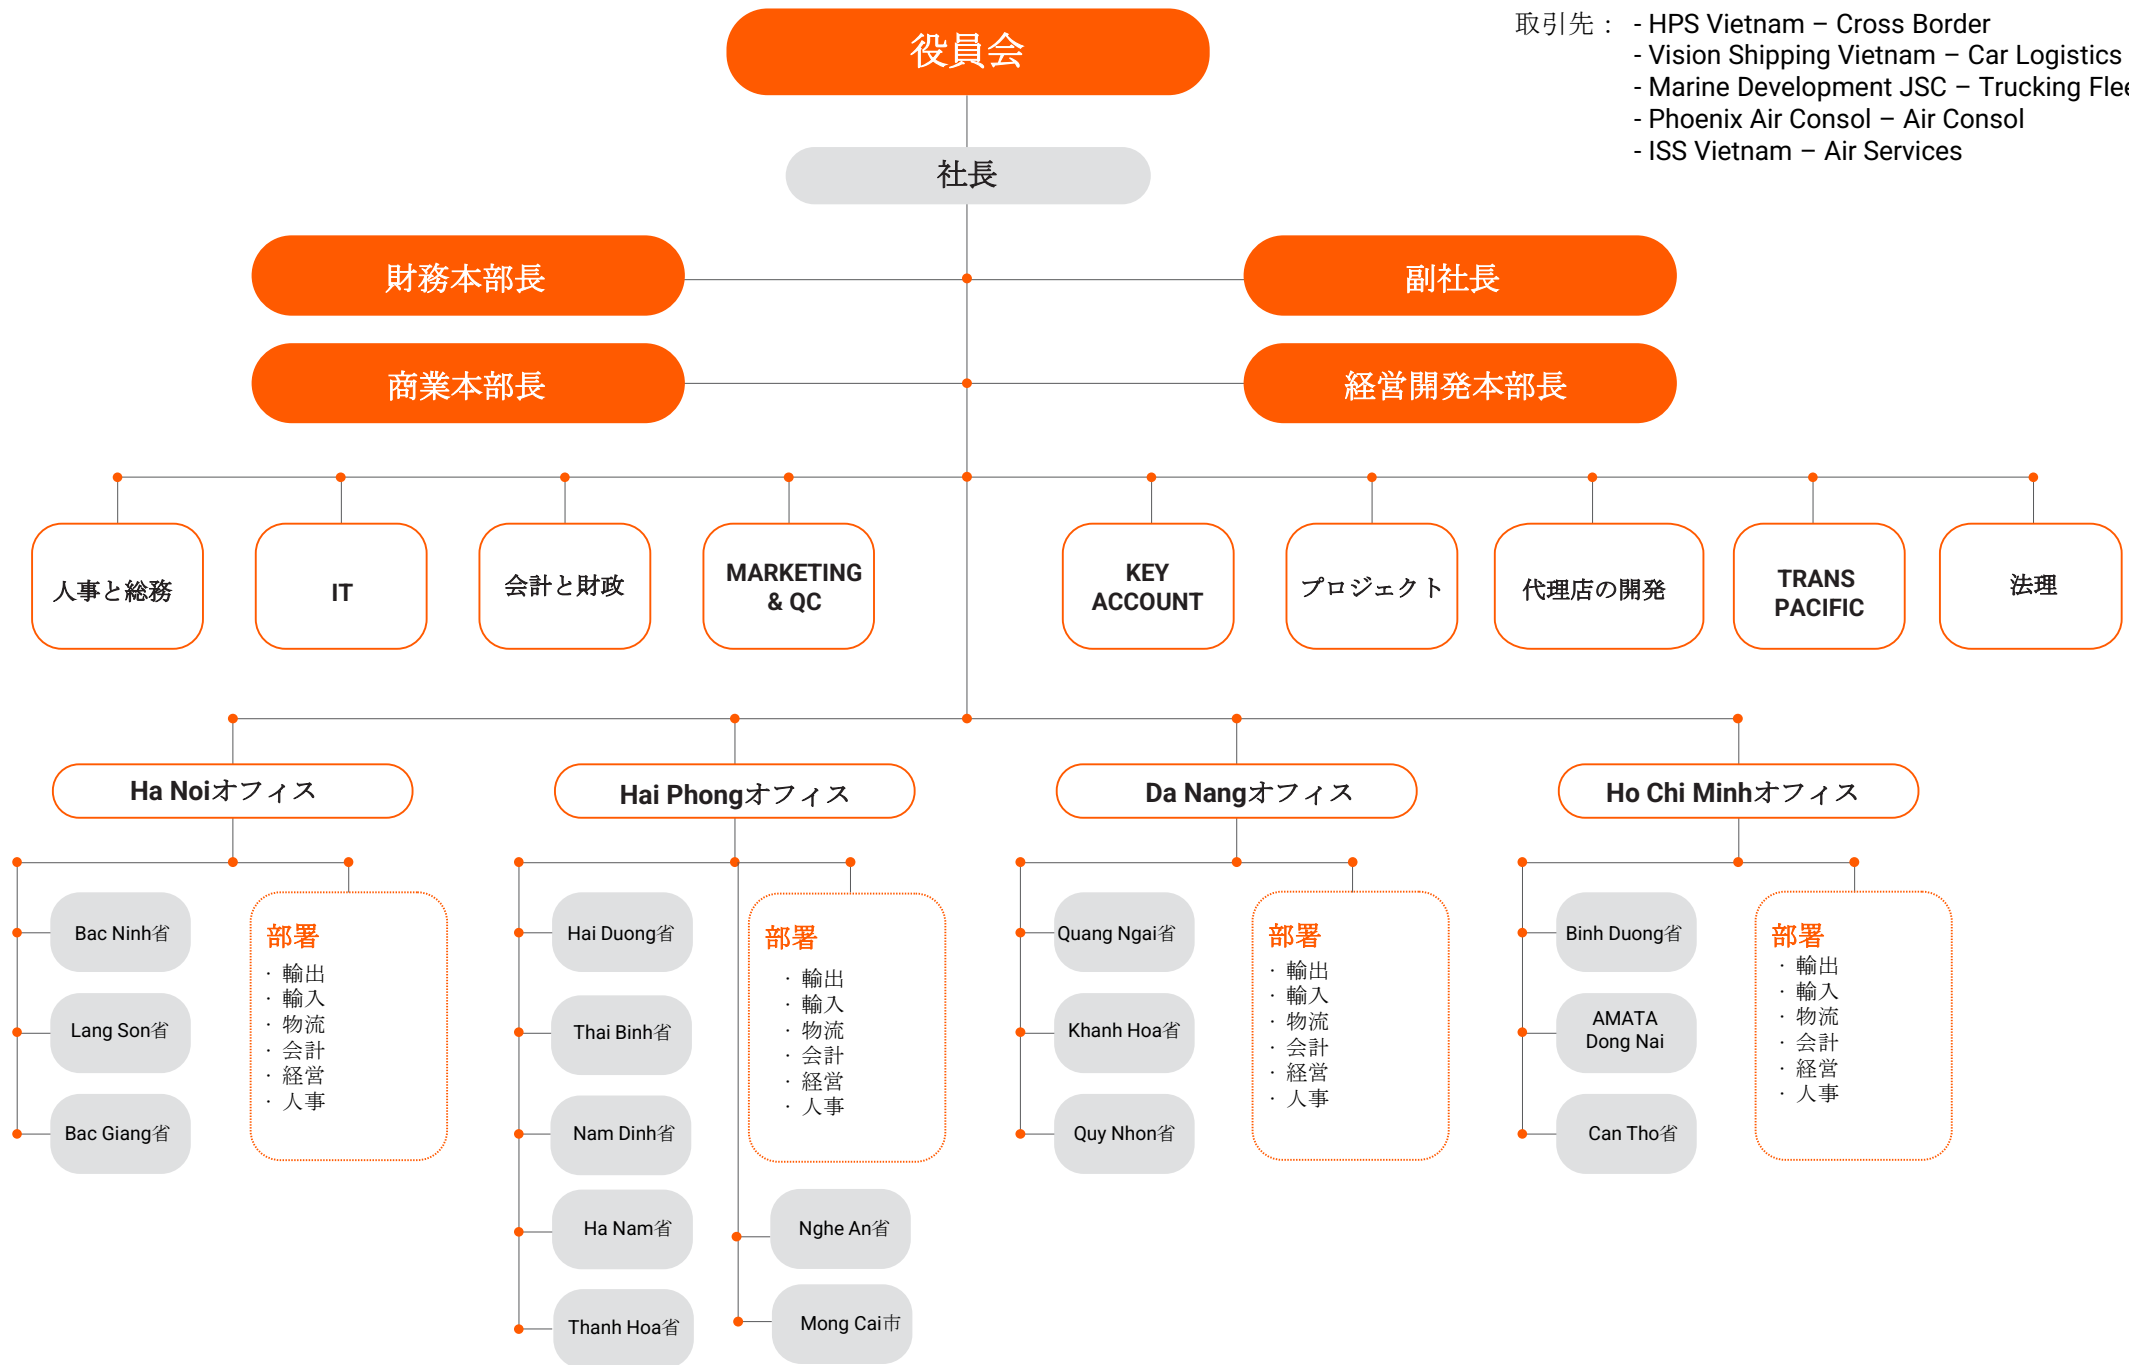 役員会
取引先： - HPS Vietnam – Cross Border
- Vision Shipping Vietnam – Car Logistics
- Marine Development JSC – Trucking
- Phoenix Air Consol – Air Consol
- ISS Vietnam – Air Services
社長
財務本部長
副社長
商業本部長
経営開発本部長
人事と総務
IT
会計と財政
MARKETING
& QC
KEY
ACCOUNT
プロジェクト
代理店の開発
TRANS
PACIFIC
法理
Ha Noiオフィス
Bac Ninh省
Lang Son省
Bac Giang省
部署
· 輸出
· 輸入
· 物流
· 会計
· 経営
· 人事
Hai Phongオフィス
Hai Duong省
Thai Binh省
Nam Dinh省
Ha Nam省
Thanh Hoa省
部署
· 輸出
· 輸入
· 物流
· 会計
· 経営
· 人事
Nghe An省
Mong Cai市
Da Nangオフィス
Quang Ngai省
Khanh Hoa省
Quy Nhon省
部署
· 輸出
· 輸入
· 物流
· 会計
· 経営
· 人事
Ho Chi Minhオフィス
Binh Duong省
AMATA
Dong Nai
Can Tho省
部署
· 輸出
· 輸入
· 物流
· 会計
· 経営
· 人事